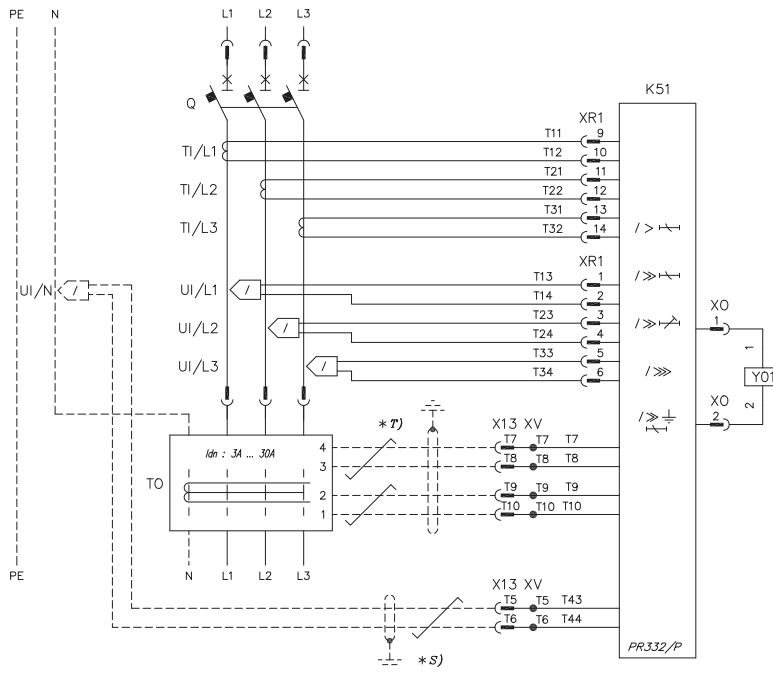 PE N L1 L2 L3
K51
Q
XR1
TI/L1 T11 9
T12 10
TI/L2 T21 11
T22 12
TI/L3 T31 13
T32 14
I >
XR1
UI/N I UI/L1 I T13 1 I >>
T14 2
UI/L2 I T23 3 I >>
T24 4
UI/L3 I T33 5 I >>>
T34 6
I >>
XO
1 1
Y01
XO 2
2
*T) X13 XV
Idn : 3A ... 30A
4 T7 T7 T7
3 T8 T8 T8
TO
2 T9 T9 T9
1 T10 T10 T10
PE N L1 L2 L3
X13 XV
T5 T5 T43
T6 T6 T44
*S)
PR332/P